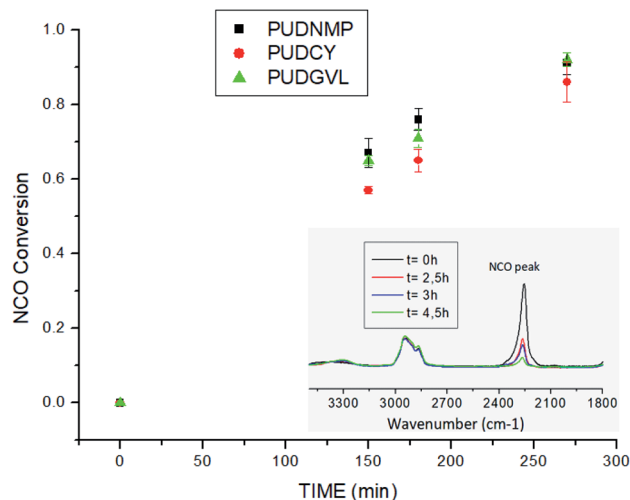 1.0
0.8
0.6
0.4
0.2
0.0
NCO Conversion
PUDNMP
PUDCY
PUDGVL
t= 0h
t= 2,5h
t= 3h
t= 4,5h
NCO peak
3300 3000 2700 2400 2100 1800
Wavenumber (cm-1)
0 50 100 150 200 250 300
TIME (min)